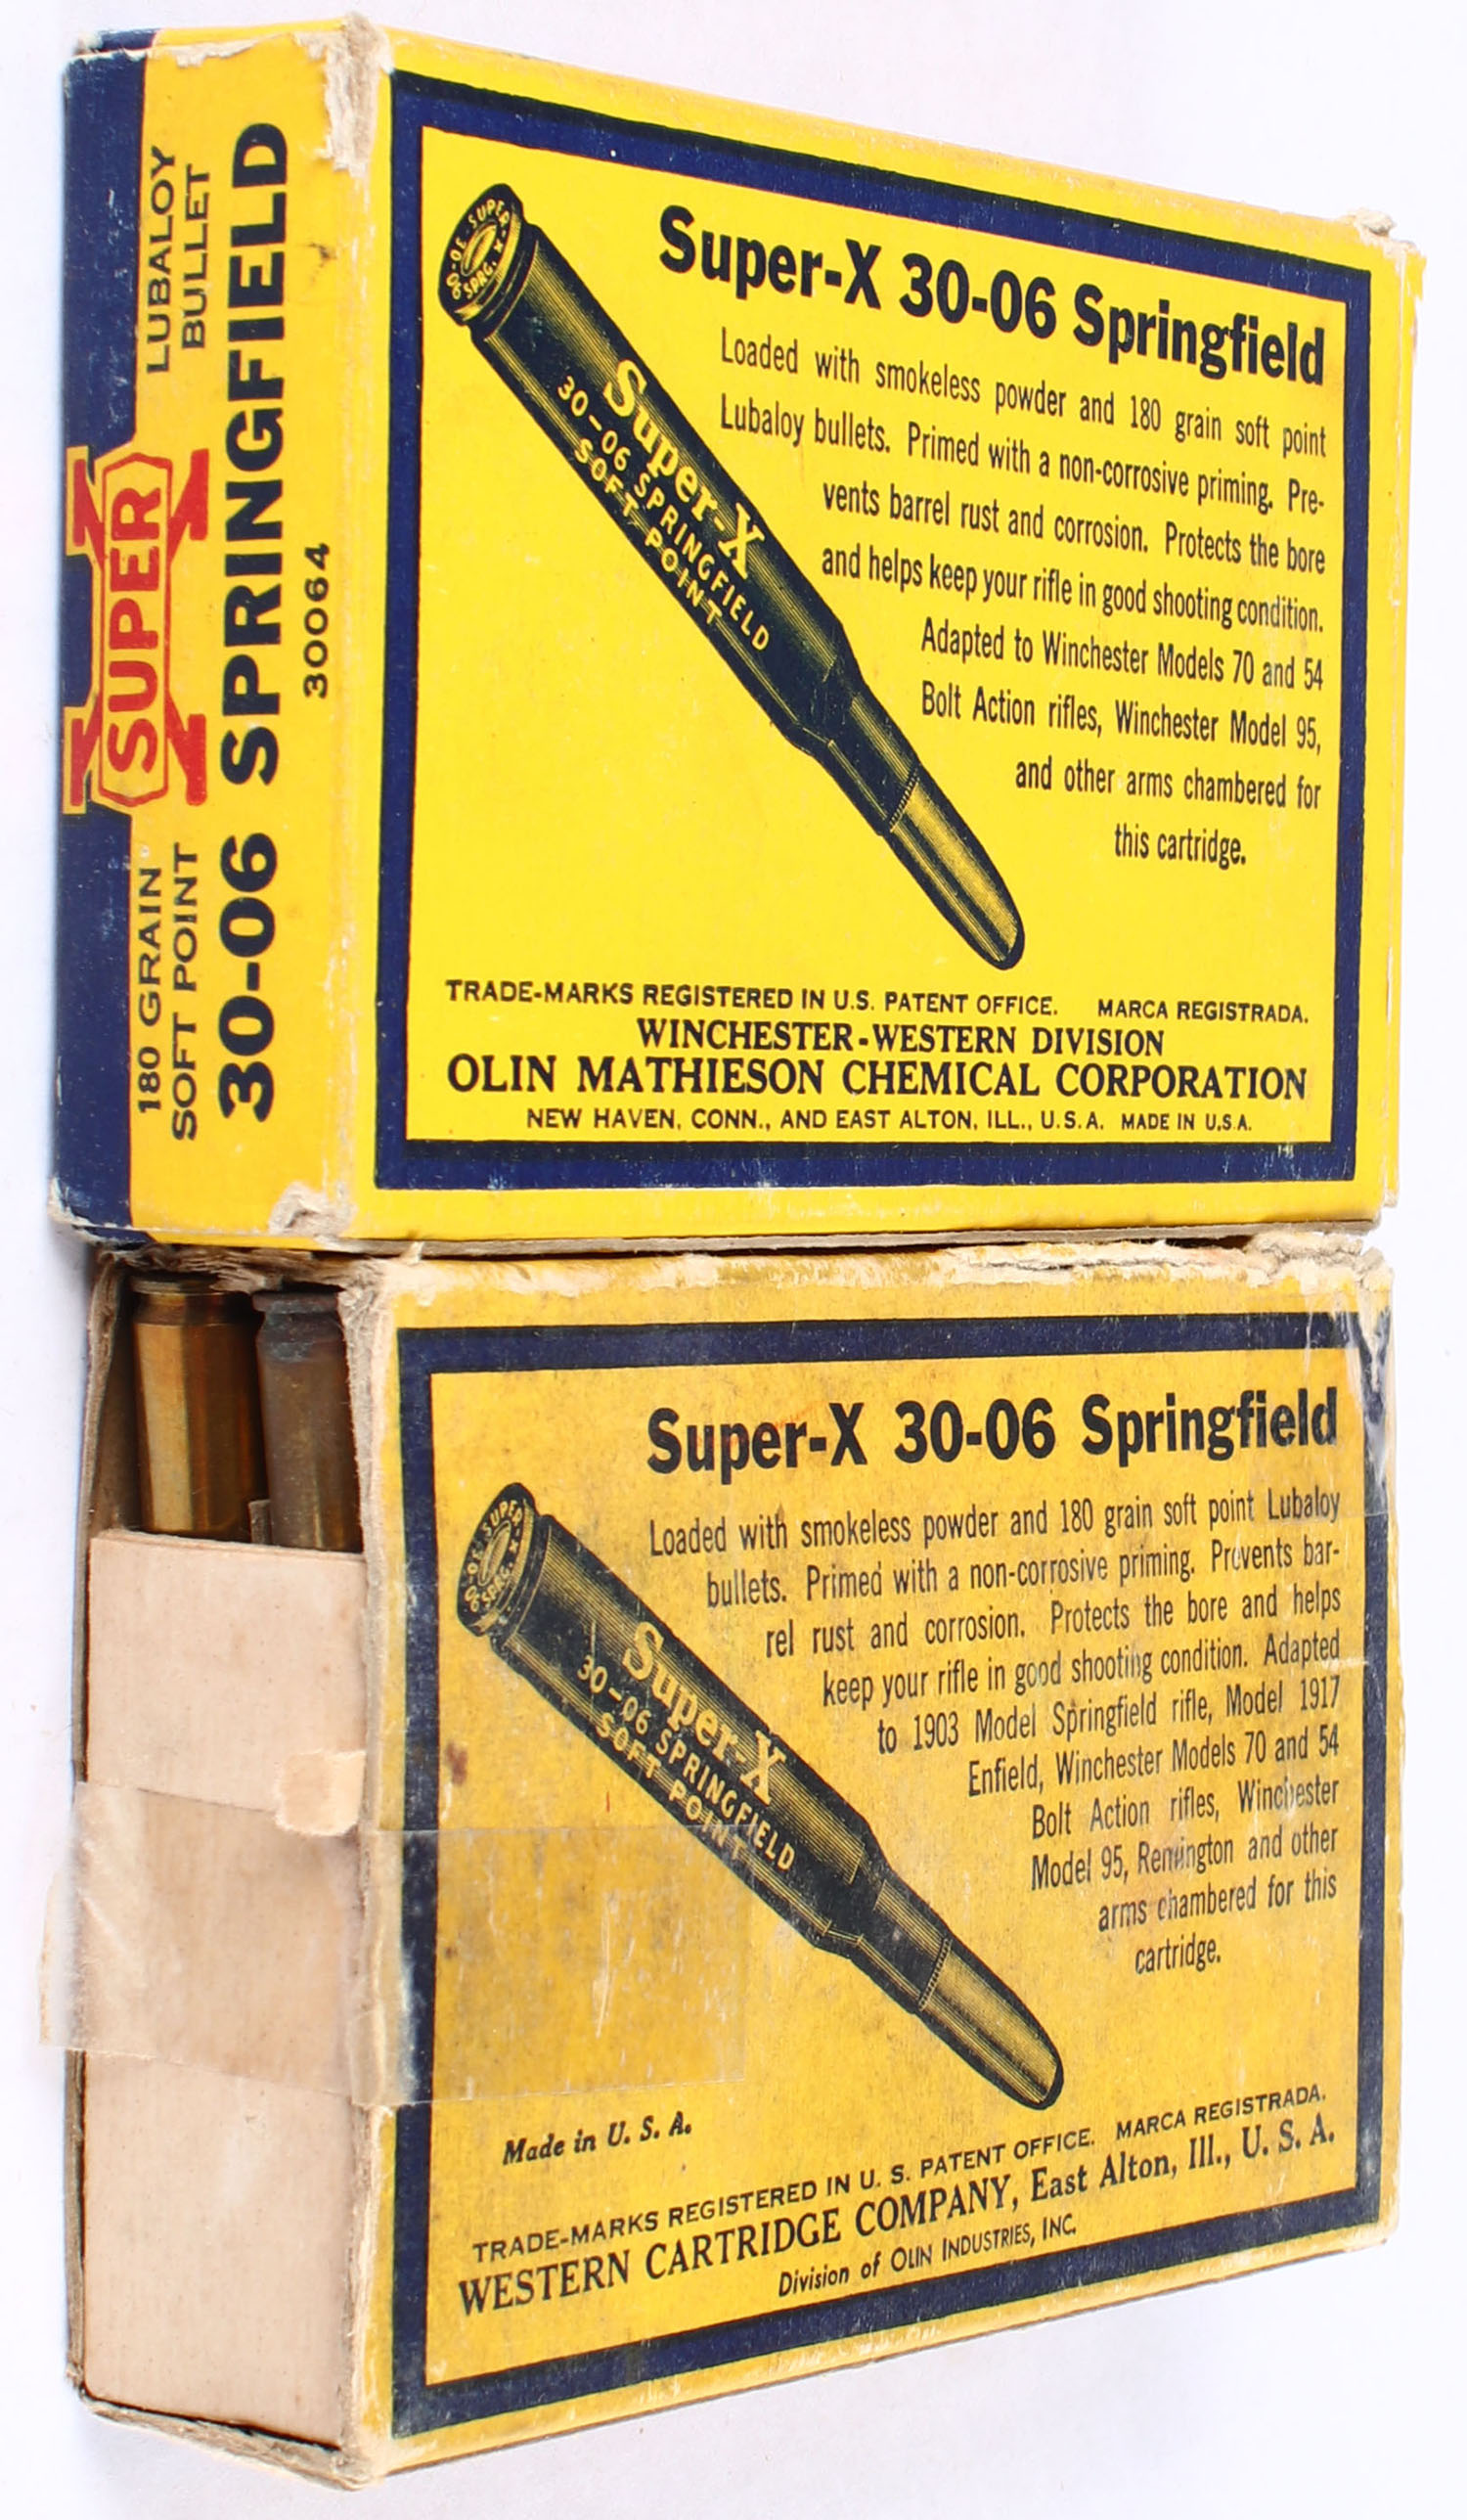 LUBALOY
BULLET
SUPER
X
180 GRAIN
SOFT POINT
30-06 SPRINGFIELD
30064
Super-X 30-06 Springfield
Loaded with smokeless powder and 180 grain soft point
Lubaloy bullets. Primed with a non-corrosive priming. Pre-
vents barrel rust and corrosion. Protects the bore
and helps keep your rifle in good shooting condition.
Adapted to Winchester Models 70 and 54
Bolt Action rifles, Winchester Model 95,
and other arms chambered for
this cartridge.
SUPER
X
30-06
SPRG.
Super-X
30-06 SPRINGFIELD
SOFT POINT
TRADE-MARKS REGISTERED IN U.S. PATENT OFFICE. MARCA REGISTRADA.
WINCHESTER-WESTERN DIVISION
OLIN MATHIESON CHEMICAL CORPORATION
NEW HAVEN, CONN., AND EAST ALTON, ILL., U.S.A. MADE IN U.S.A.
Super-X 30-06 Springfield
Loaded with smokeless powder and 180 grain soft point Lubaloy
bullets. Primed with a non-corrosive priming. Prevents bar-
rel rust and corrosion. Protects the bore and helps
keep your rifle in good shooting condition. Adapted
to 1903 Model Springfield rifle, Model 1917
Enfield, Winchester Models 70 and 54
Bolt Action rifles, Winchester
Model 95, Remington and other
arms chambered for this
cartridge.
SUPER
X
30-06
SPRG.
Super-X
30-06 SPRINGFIELD
SOFT POINT
Made in U. S. A.
TRADE-MARKS REGISTERED IN U. S. PATENT OFFICE. MARCA REGISTRADA.
WESTERN CARTRIDGE COMPANY, East Alton, Ill., U. S. A.
Division of OLIN INDUSTRIES, INC.